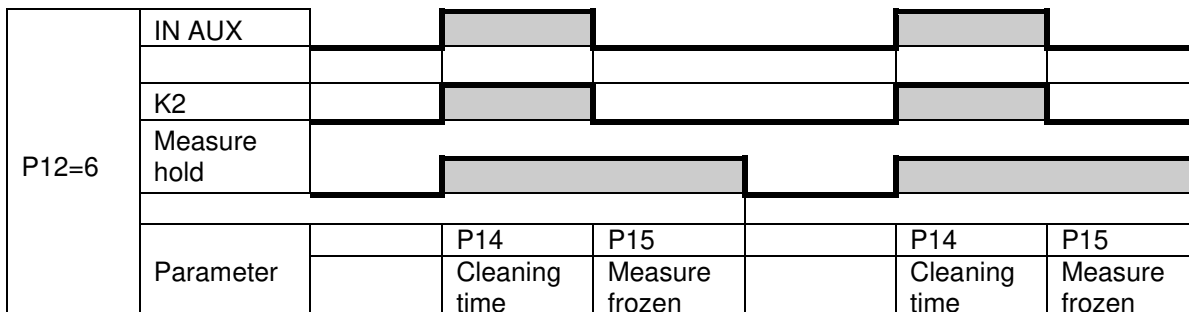 IN AUX
K2
P12=6
Measure
hold
P14 P15 P14 P15
Parameter
Cleaning Measure Cleaning Measure
time frozen time frozen